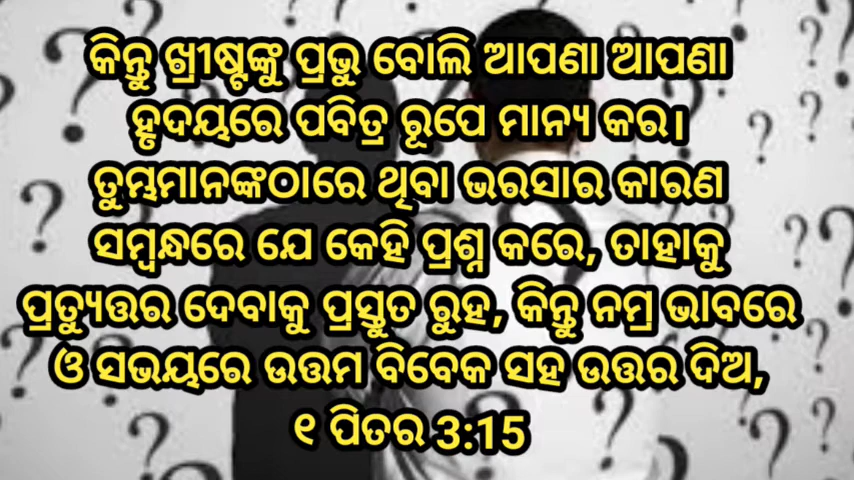 କିନ୍ତୁ ଖ୍ରୀଷ୍ଟଙ୍କୁ ପ୍ରଭୁ ବୋଲି ଆପଣା ଆପଣା
ହୃଦୟରେ ପବିତ୍ର ରୂପେ ମାନ୍ୟ କର।
ତୁମ୍ଭମାନଙ୍କଠାରେ ଥିବା ଭରସାର କାରଣ
ସମ୍ବନ୍ଧରେ ଯେ କେହି ପ୍ରଶ୍ନ କରେ, ତାହାକୁ
ପ୍ରତ୍ୟୁତ୍ତର ଦେବାକୁ ପ୍ରସ୍ତୁତ ରୁହ, କିନ୍ତୁ ନମ୍ର ଭାବରେ
ଓ ସଭୟରେ ଉତ୍ତମ ବିବେକ ସହ ଉତ୍ତର ଦିଅ,
୧ ପିତର 3:15